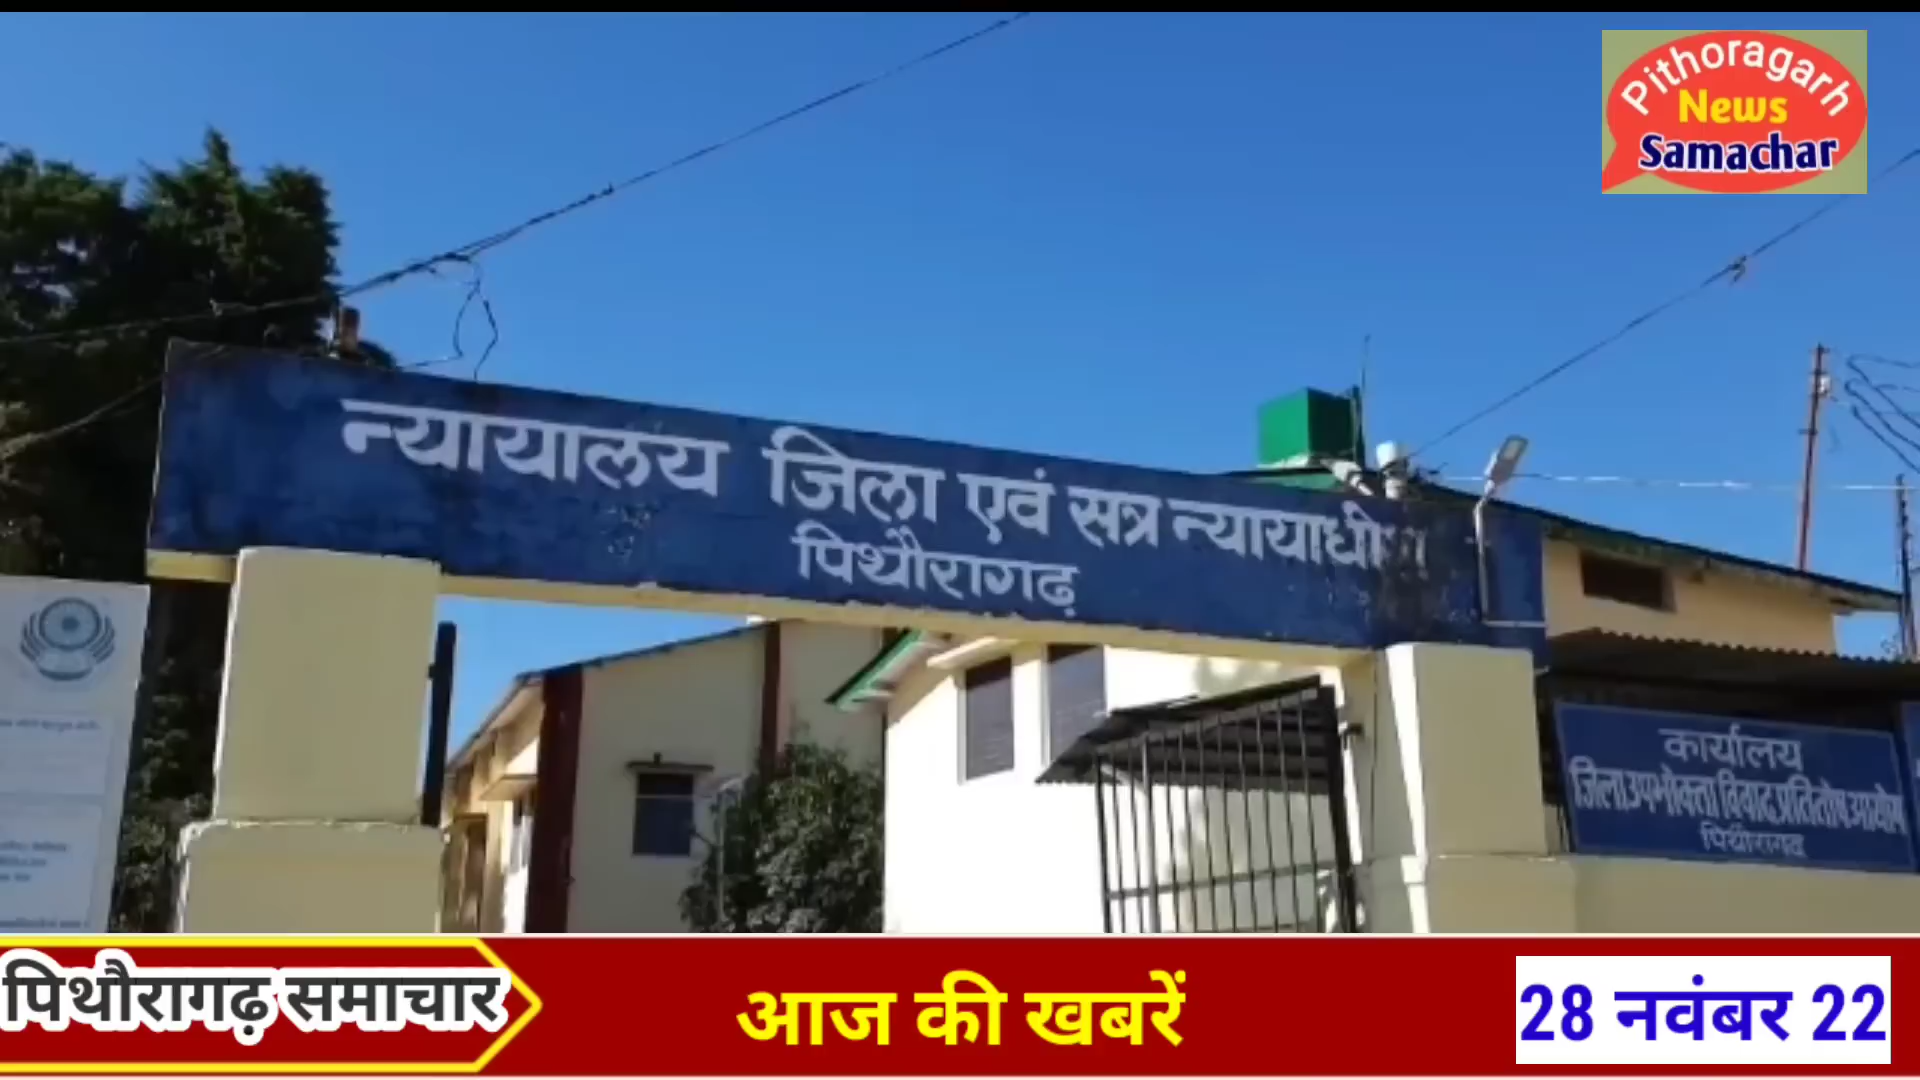 Pithoragarh
News
Samachar
न्यायालय जिला एवं सत्र न्यायाधीश
पिथौरागढ़
कार्यालय
जिला उपभोक्ता विवाद प्रतितोष आयोग
पिथौरागढ़
पिथौरागढ़ समाचार
आज की खबरें
28 नवंबर 22